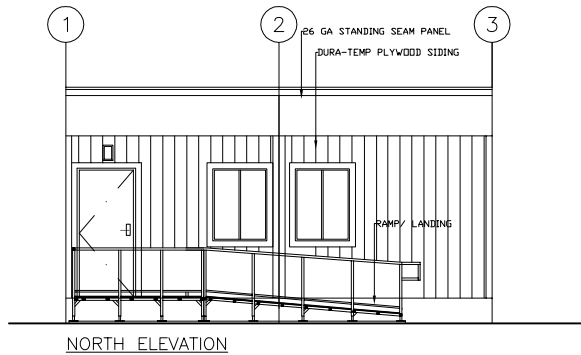 1
2
3
26 GA STANDING SEAM PANEL
DURA-TEMP PLYWOOD SIDING
RAMP/ LANDING
NORTH ELEVATION